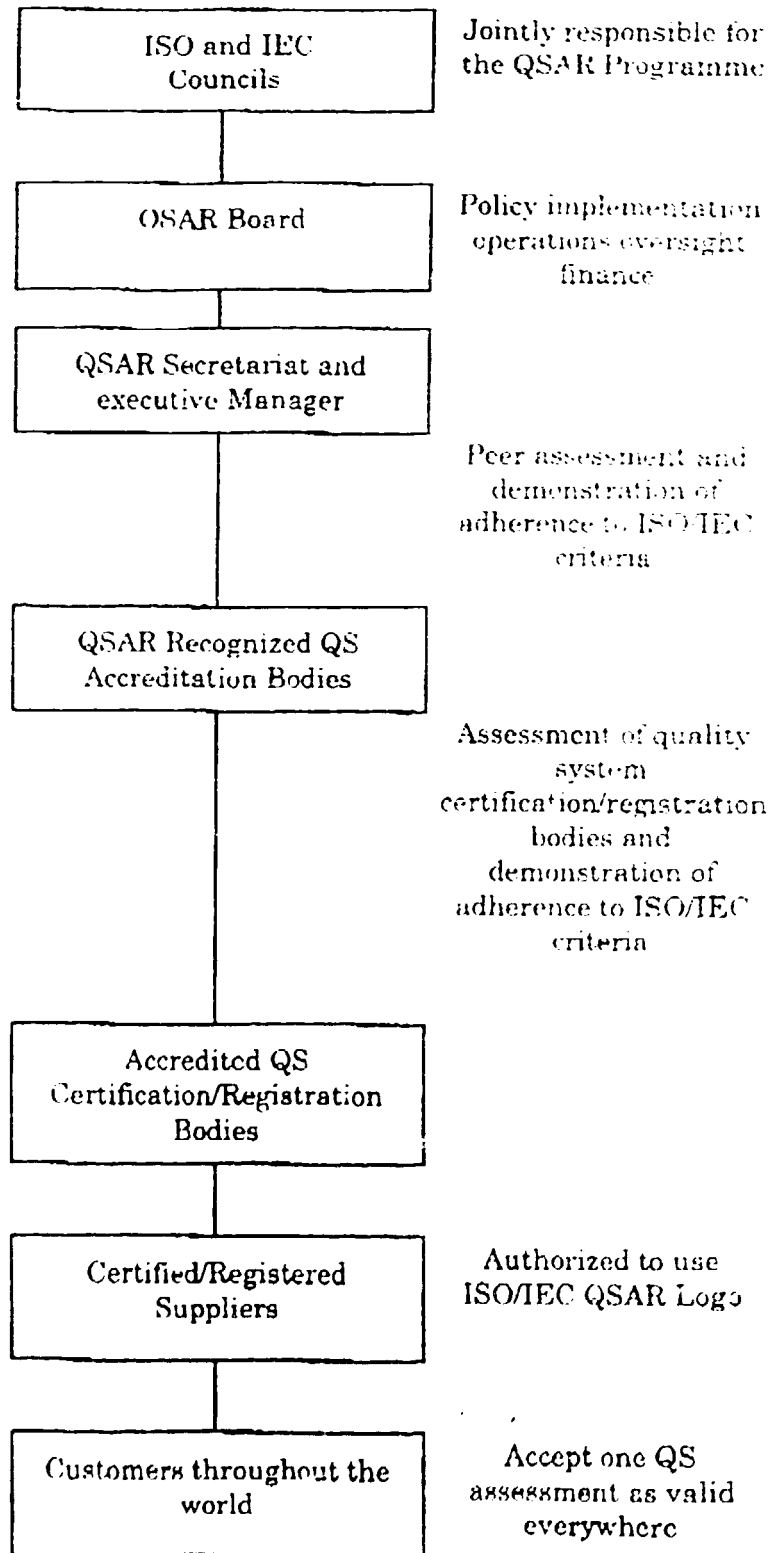 ISO and IEC
Councils
Jointly responsible for
the QSAR Programme
QSAR Board
Policy implementation
operations oversight
finance
QSAR Secretariat and
executive Manager
Peer assessment and
demonstration of
adherence to ISO/IEC
criteria
QSAR Recognized QS
Accreditation Bodies
Assessment of quality
system
certification/registration
bodies and
demonstration of
adherence to ISO/IEC
criteria
Accredited QS
Certification/Registration
Bodies
Certified/Registered
Suppliers
Authorized to use
ISO/IEC QSAR Logo
Customers throughout the
world
Accept one QS
assessment as valid
everywhere